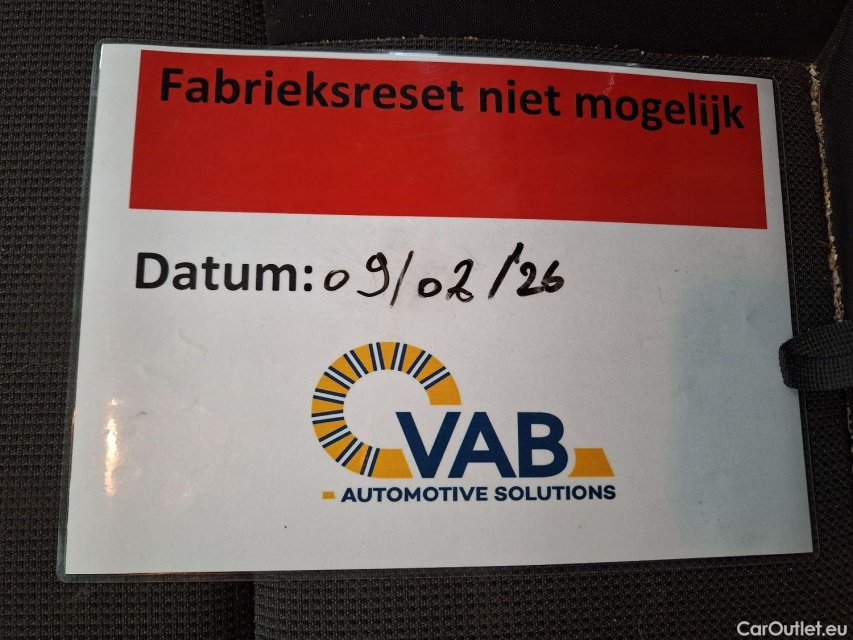 Fabrieksreset niet mogelijk
Datum: 09/02/'26
VAB
AUTOMOTIVE SOLUTIONS
CarOutlet.eu